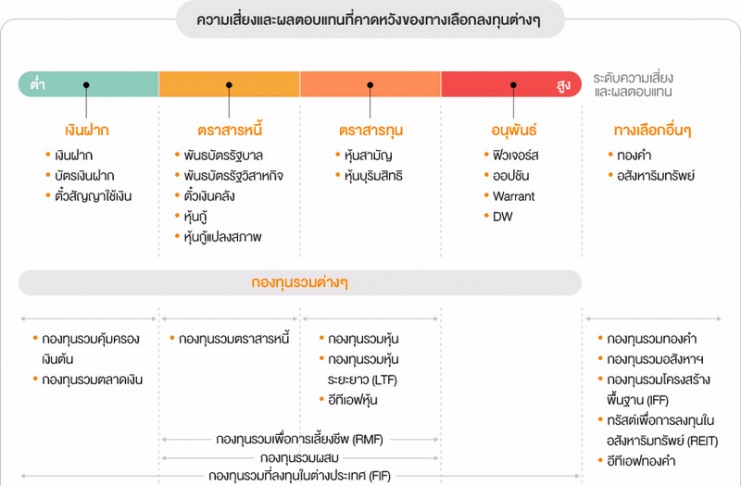 ความเสี่ยงและผลตอบแทนที่คาดหวังของทางเลือกลงทุนต่างๆ
ต่ำ
สูง
ระดับความเสี่ยง
และผลตอบแทน
เงินฝาก
• เงินฝาก
• บัตรเงินฝาก
• ตั๋วสัญญาใช้เงิน
ตราสารหนี้
• พันธบัตรรัฐบาล
• พันธบัตรรัฐวิสาหกิจ
• ตั๋วเงินคลัง
• หุ้นกู้
• หุ้นกู้แปลงสภาพ
ตราสารทุน
• หุ้นสามัญ
• หุ้นบุริมสิทธิ
อนุพันธ์
• ฟิวเจอร์ส
• ออปชัน
• Warrant
• DW
ทางเลือกอื่นๆ
• ทองคำ
• อสังหาริมทรัพย์
กองทุนรวมต่างๆ
• กองทุนรวมคุ้มครอง
เงินต้น
• กองทุนรวมตลาดเงิน
• กองทุนรวมตราสารหนี้
• กองทุนรวมหุ้น
• กองทุนรวมหุ้น
ระยะยาว (LTF)
• อีทีเอฟหุ้น
• กองทุนรวมทองคำ
• กองทุนรวมอสังหาฯ
• กองทุนรวมโครงสร้าง
พื้นฐาน (IFF)
• ทรัสต์เพื่อการลงทุนใน
อสังหาริมทรัพย์ (REIT)
• อีทีเอฟทองคำ
กองทุนรวมเพื่อการเลี้ยงชีพ (RMF)
กองทุนรวมผสม
กองทุนรวมที่ลงทุนในต่างประเทศ (FIF)